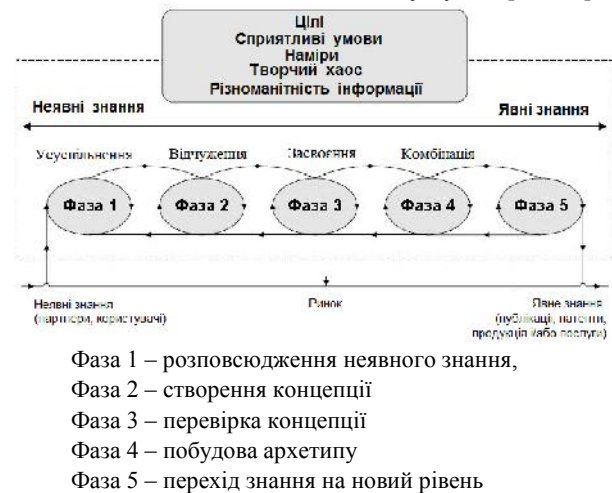 Цілі
Сприятливі умови
Наміри
Творчий хаос
Різноманітність інформації
Неявні знання
Явні знання
Усуспільнення Відчуження Засвоєння Комбінація
Фаза 1 Фаза 2 Фаза 3 Фаза 4 Фаза 5
Неявні знання
(партнери, користувачі)
Ринок
Явне знання
(публікації, патенти,
продукція і/або послуги)
Фаза 1 – розповсюдження неявного знання,
Фаза 2 – створення концепції
Фаза 3 – перевірка концепції
Фаза 4 – побудова архетипу
Фаза 5 – перехід знання на новий рівень